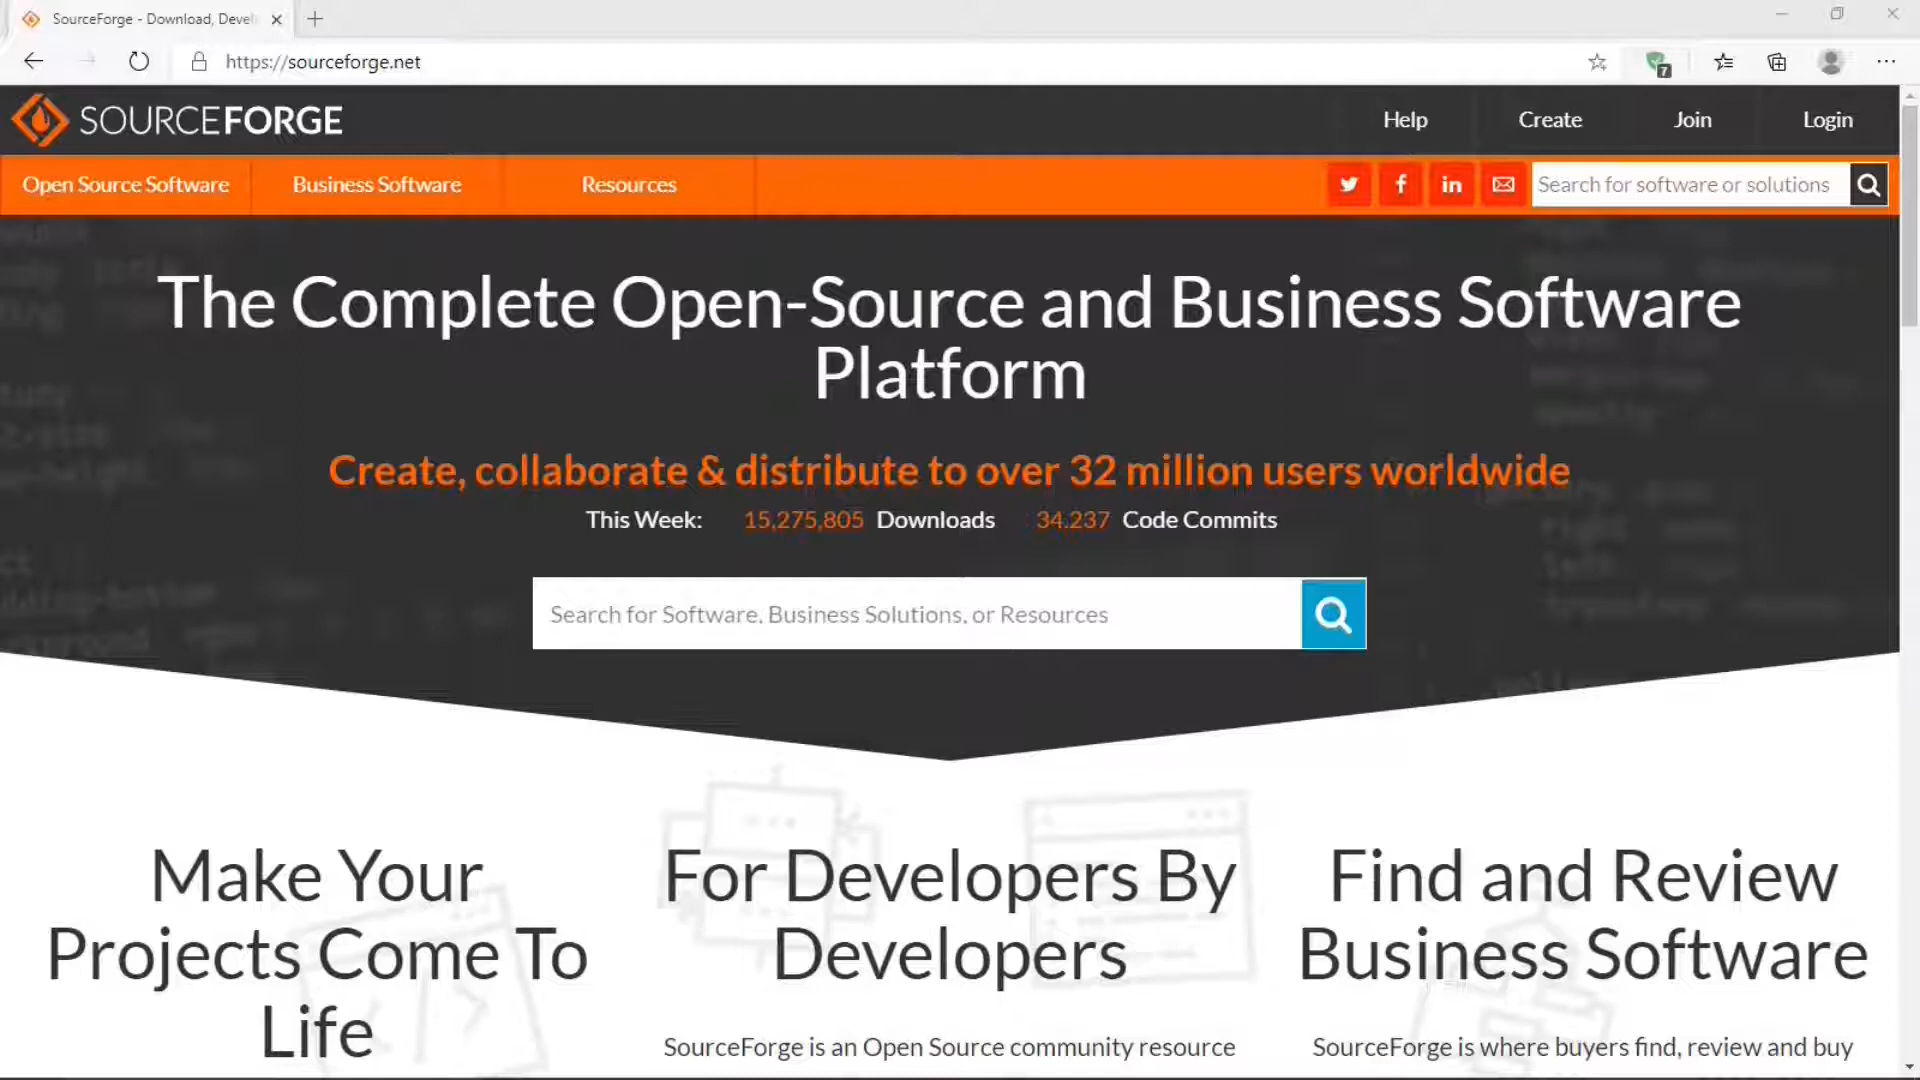 SourceForge - Download, Devel
https://sourceforge.net
7
SOURCEFORGE
Help
Create
Join
Login
Open Source Software
Business Software
Resources
Search for software or solutions
The Complete Open-Source and Business Software
Platform
Create, collaborate & distribute to over 32 million users worldwide
This Week: 15,275,805 Downloads 34,237 Code Commits
Search for Software, Business Solutions, or Resources
Make Your
Projects Come To
Life
For Developers By
Developers
SourceForge is an Open Source community resource
Find and Review
Business Software
SourceForge is where buyers find, review and buy